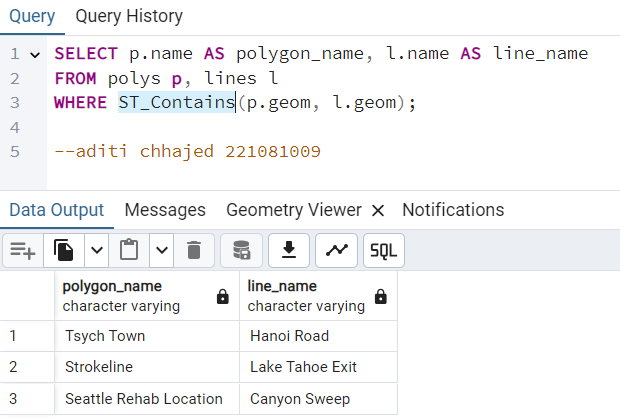 Query Query History
1 SELECT p.name AS polygon_name, l.name AS line_name
2 FROM polys p, lines l
3 WHERE ST_Contains(p.geom, l.geom);
4
5 --aditi chhajed 221081009
Data Output Messages Geometry Viewer × Notifications
SQL
polygon_name line_name
character varying character varying
1 Tsych Town Hanoi Road
2 Strokeline Lake Tahoe Exit
3 Seattle Rehab Location Canyon Sweep